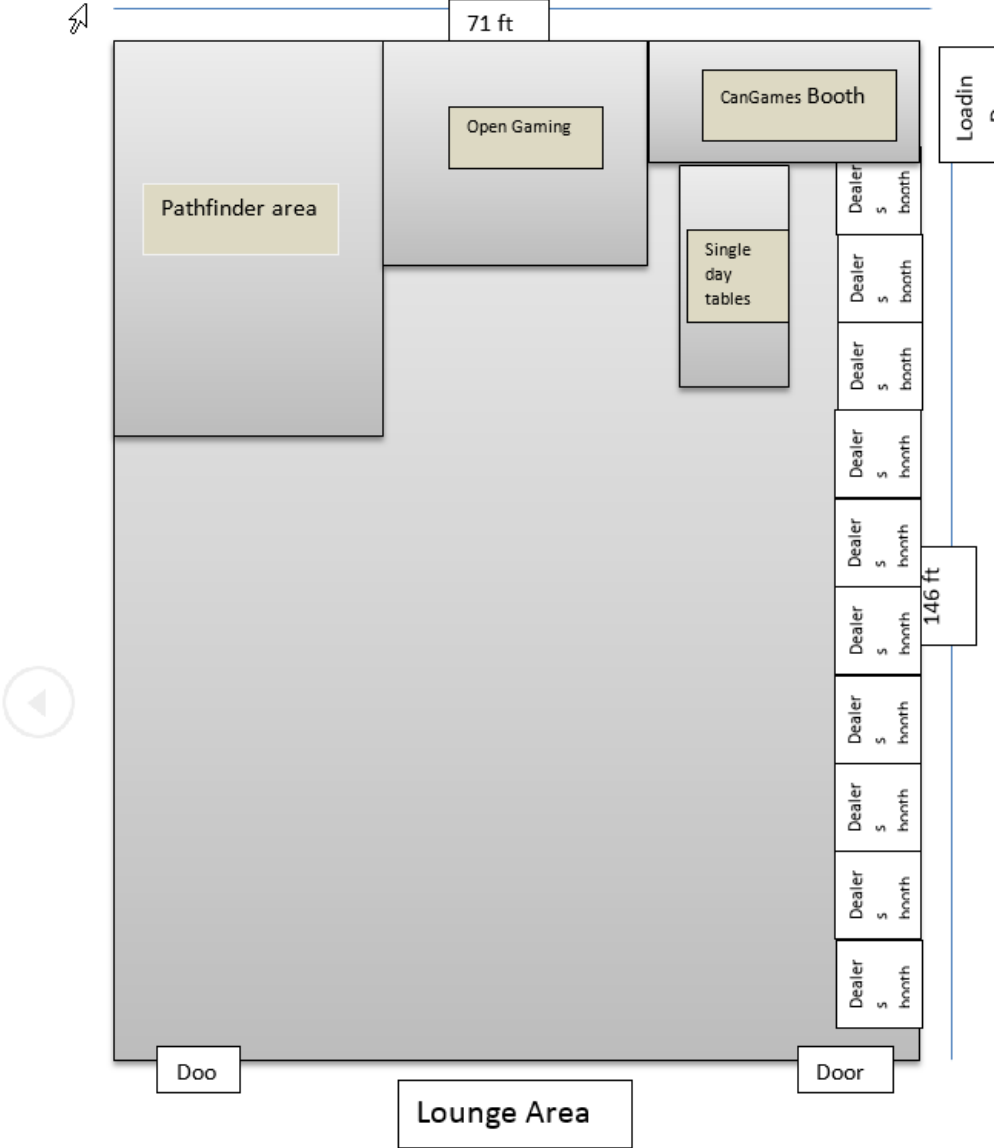 71 ft
Pathfinder area
Open Gaming
CanGames Booth
Loadin
Single
day
tables
Dealer
s
booth
Dealer
s
booth
Dealer
s
booth
Dealer
s
booth
Dealer
s
booth
Dealer
s
booth
Dealer
s
booth
Dealer
s
booth
Dealer
s
booth
Dealer
s
booth
146 ft
Doo
Door
Lounge Area